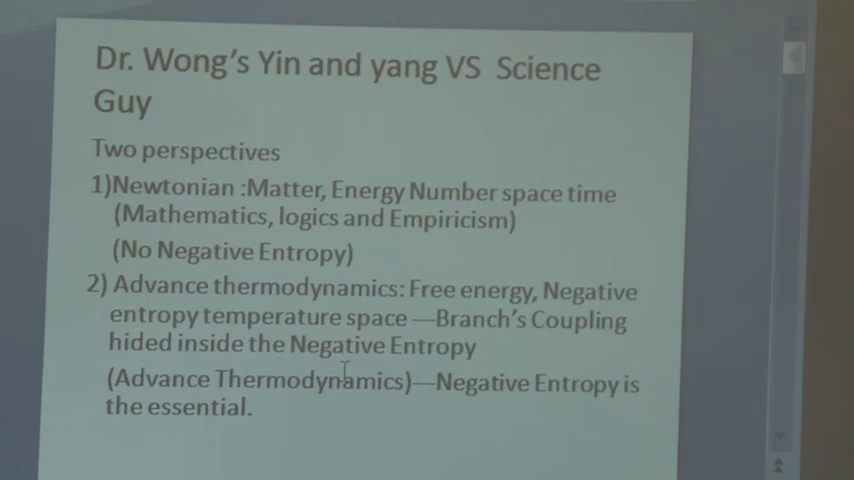 Dr. Wong's Yin and yang VS Science
Guy
Two perspectives
1)Newtonian :Matter, Energy Number space time
(Mathematics, logics and Empiricism)
(No Negative Entropy)
2) Advance thermodynamics: Free energy, Negative
entropy temperature space —Branch's Coupling
hided inside the Negative Entropy
(Advance Thermodynamics)—Negative Entropy is
the essential.